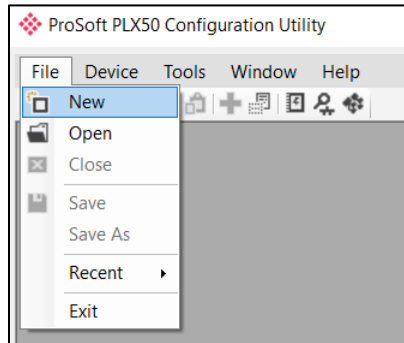 ProSoft PLX50 Configuration Utility
File Device Tools Window Help
New
Open
Close
Save
Save As
Recent
Exit